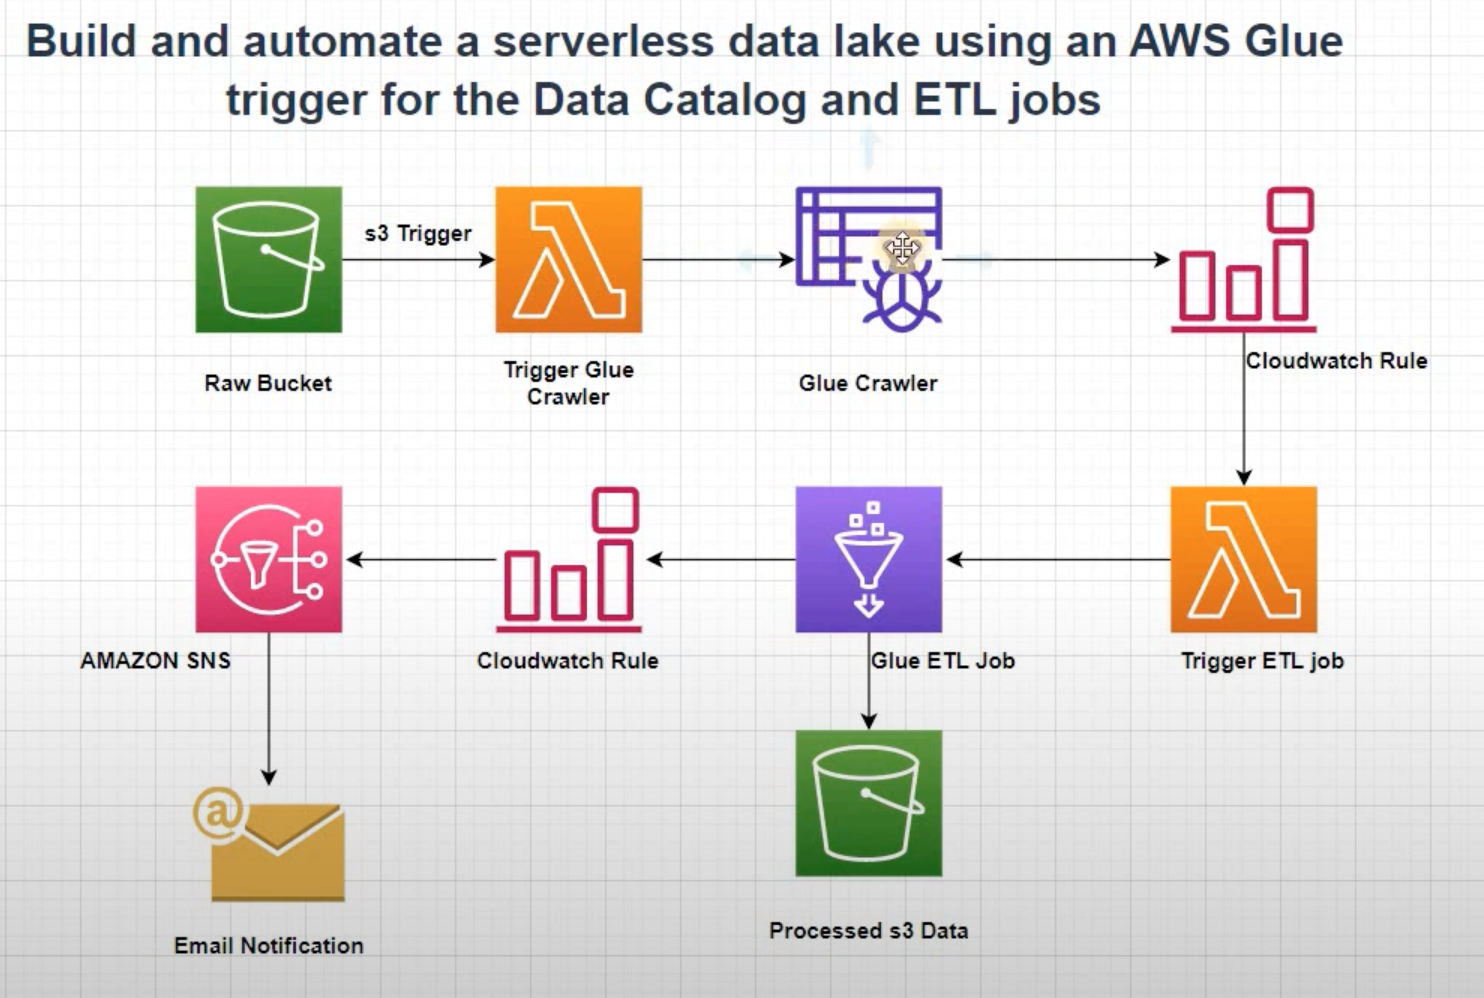 Build and automate a serverless data lake using an AWS Glue
trigger for the Data Catalog and ETL jobs
s3 Trigger
Raw Bucket
Trigger Glue
Crawler
Glue Crawler
Cloudwatch Rule
AMAZON SNS
Cloudwatch Rule
Glue ETL Job
Trigger ETL job
@
Email Notification
Processed s3 Data